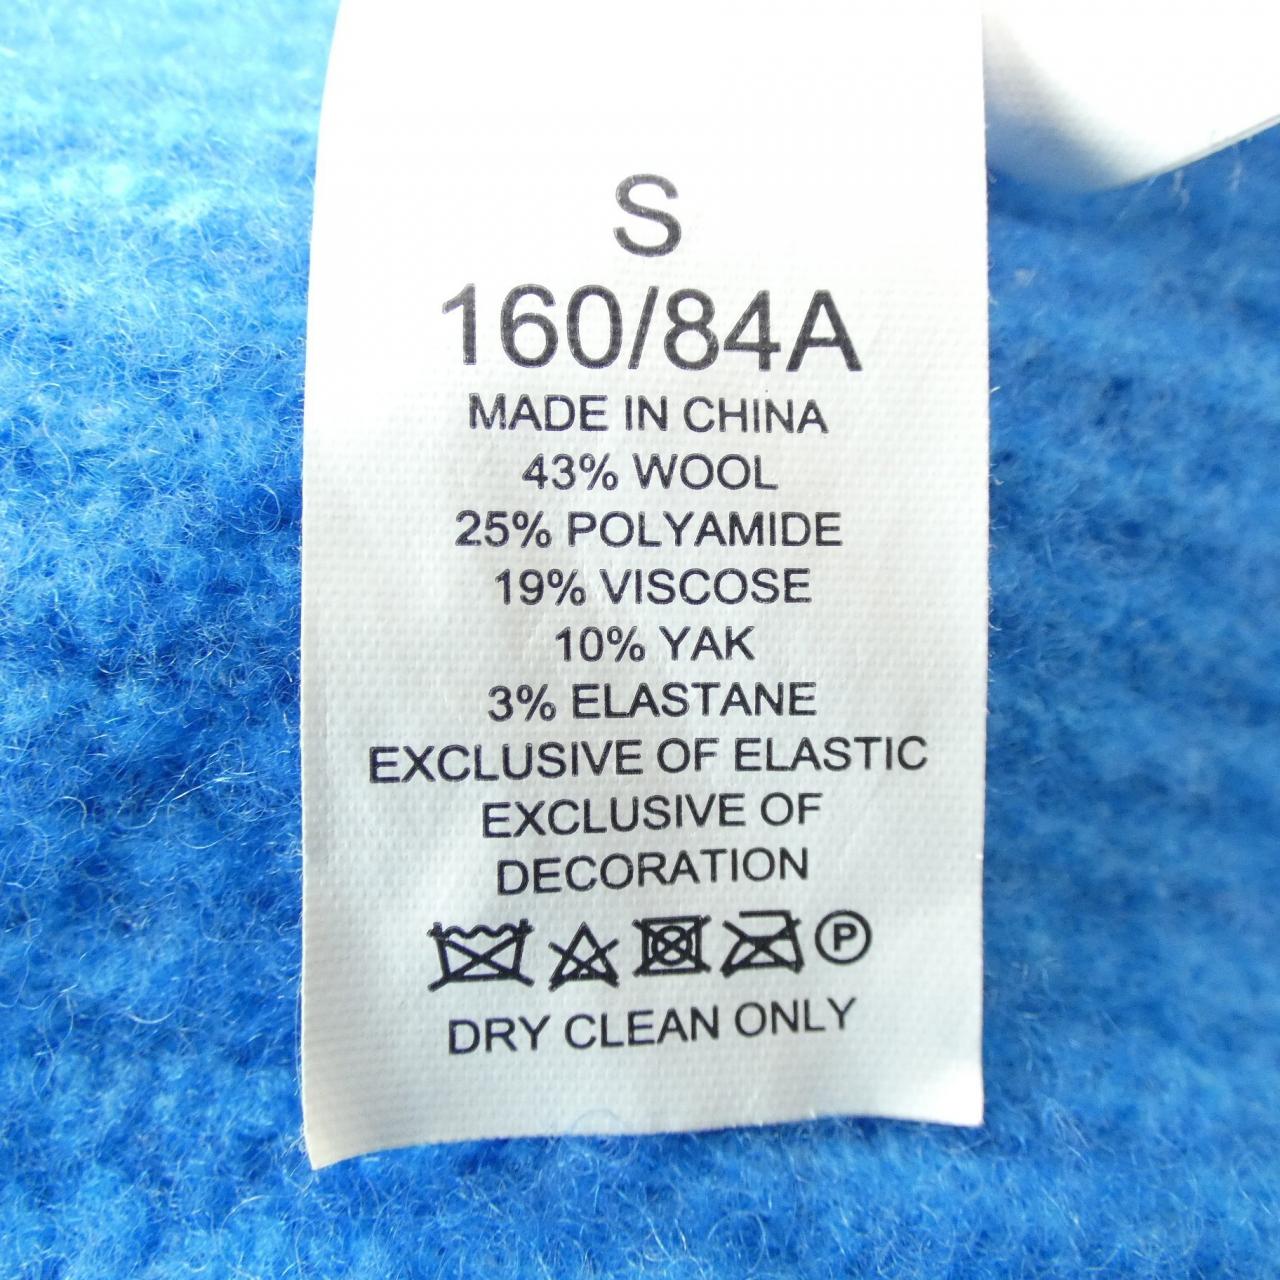 S
160/84A
MADE IN CHINA
43% WOOL
25% POLYAMIDE
19% VISCOSE
10% YAK
3% ELASTANE
EXCLUSIVE OF ELASTIC
EXCLUSIVE OF
DECORATION
P
DRY CLEAN ONLY